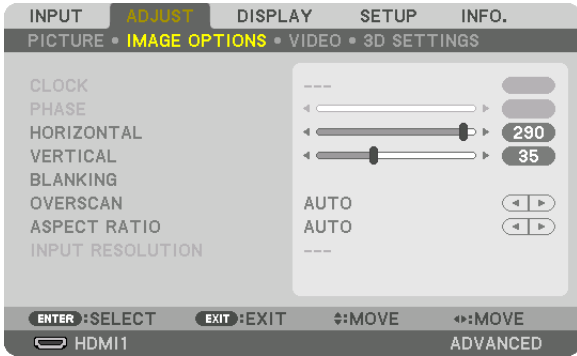 INPUT ADJUST DISPLAY SETUP INFO.
PICTURE • IMAGE OPTIONS • VIDEO • 3D SETTINGS
CLOCK ---
PHASE
HORIZONTAL 290
VERTICAL 35
BLANKING
OVERSCAN AUTO
ASPECT RATIO AUTO
INPUT RESOLUTION ---
ENTER :SELECT EXIT :EXIT :MOVE :MOVE
HDMI1 ADVANCED